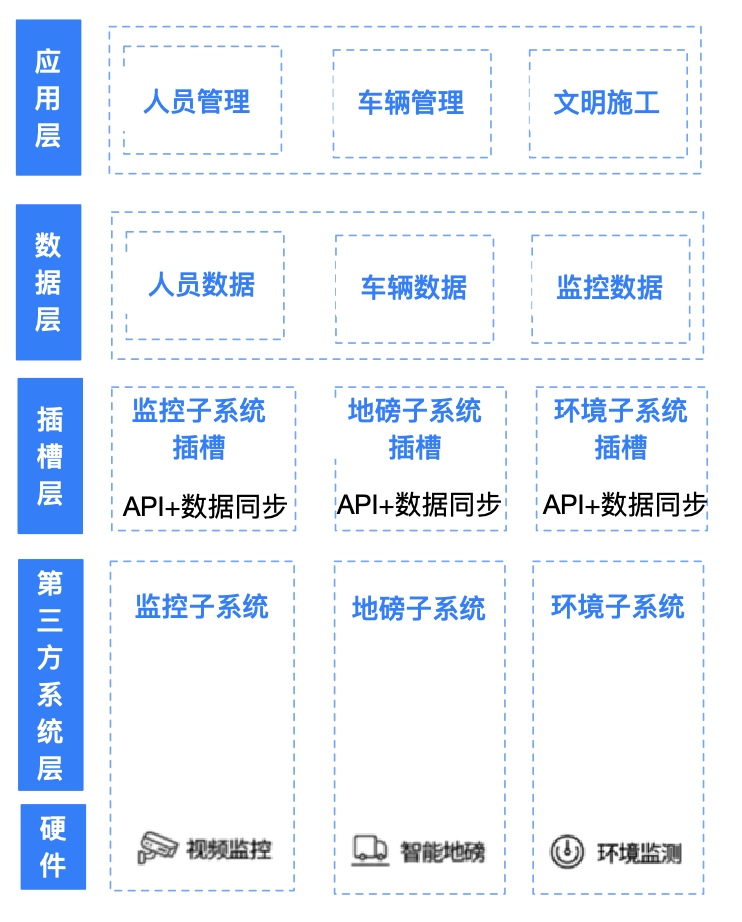 应用层
人员管理
车辆管理
文明施工
数据层
人员数据
车辆数据
监控数据
插槽层
监控子系统
插槽
API+数据同步
地磅子系统
插槽
API+数据同步
环境子系统
插槽
API+数据同步
第三方系统层
监控子系统
地磅子系统
环境子系统
硬件
视频监控
智能地磅
环境监测